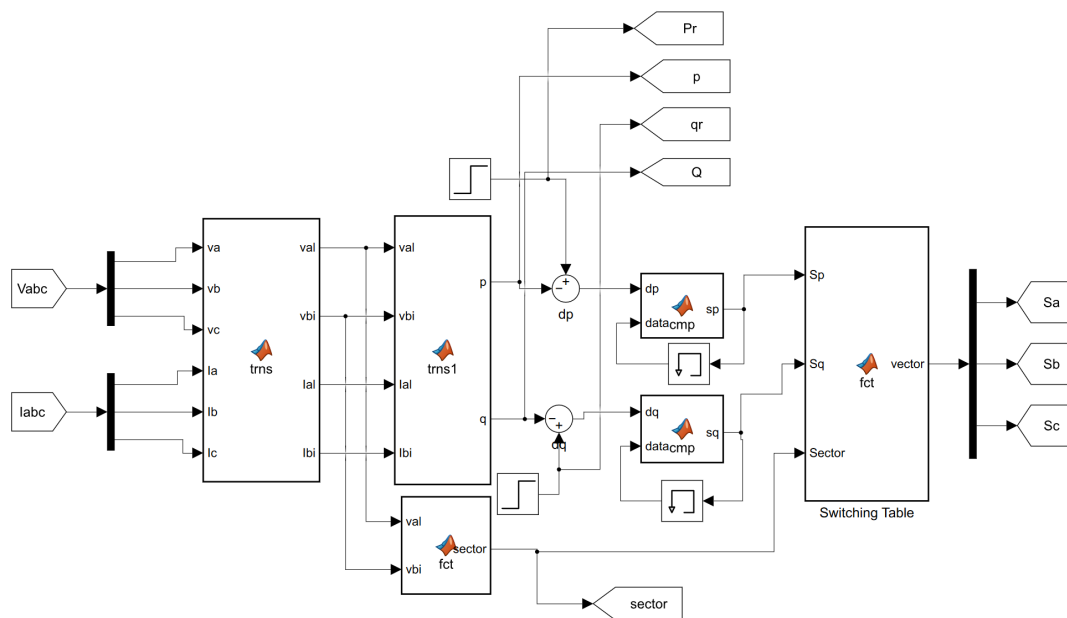 Pr
p
qr
Q
Vabc
Iabc
va
vb
vc
Ia
Ib
Ic
trns
val
vbi
Ial
Ibi
val
vbi
Ial
Ibi
trns1
p
q
dp
dq
dp
data
cmp
sp
dq
data
cmp
sq
val
vbi
fct
sector
sector
Sp
Sq
Sector
fct
vector
Switching Table
Sa
Sb
Sc